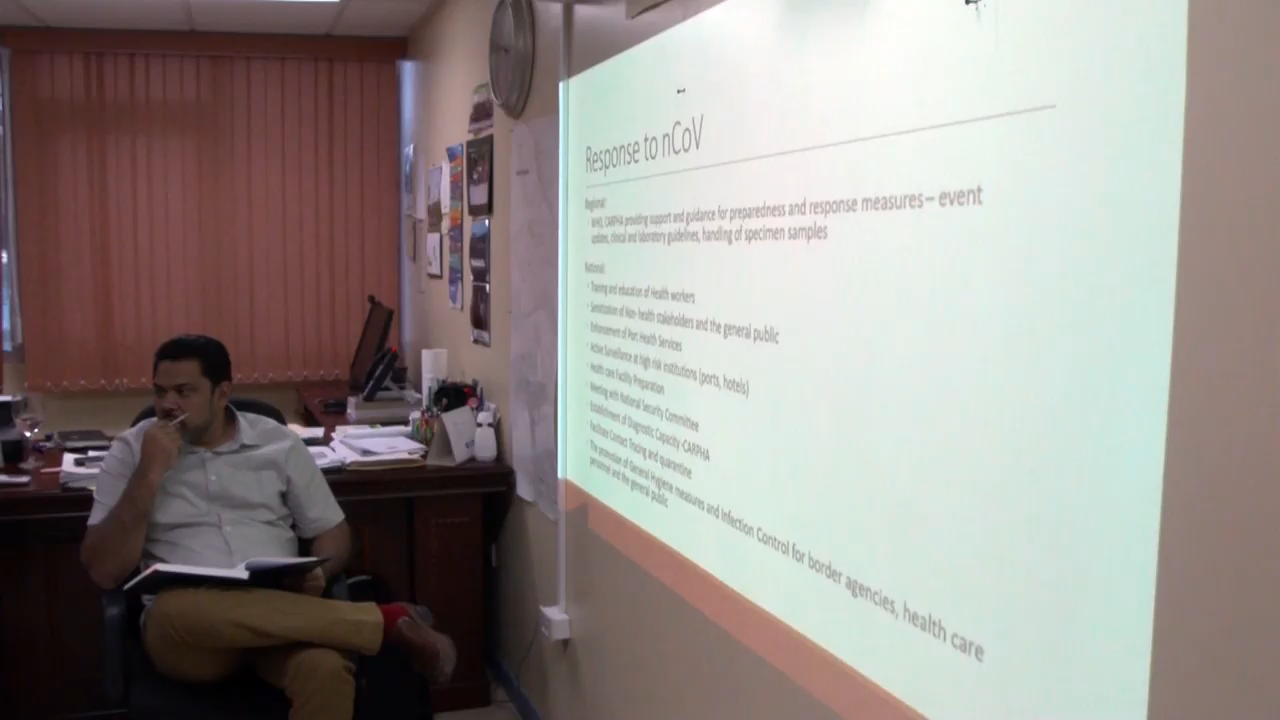 Response to nCoV
Regional:
WHO, CARPHA providing support and guidance for preparedness and response measures – event
updates, clinical and laboratory guidelines, handling of specimen samples
National:
Training and education of Health workers
Sensitization of Non- health stakeholders and the general public
Enhancement of Port Health Services
Active Surveillance at high risk institutions (ports, hotels)
Health care Facility Preparation
Meeting with National Security Committee
Establishment of Diagnostic Capacity -CARPHA
Facilitate Contact Tracing and quarantine
The promotion of General Hygiene measures and Infection Control for border agencies, health care
personnel and the general public